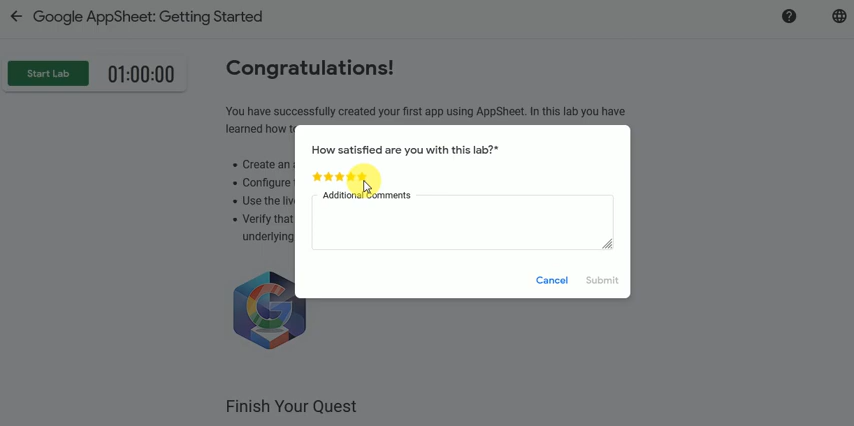 Google AppSheet: Getting Started
Start Lab
01:00:00
Congratulations!
You have successfully created your first app using AppSheet. In this lab you have
learned how to
Create an a
Configure
Use the liv
Verify that
underlying
How satisfied are you with this lab?*
Additional Comments
Cancel
Submit
Finish Your Quest